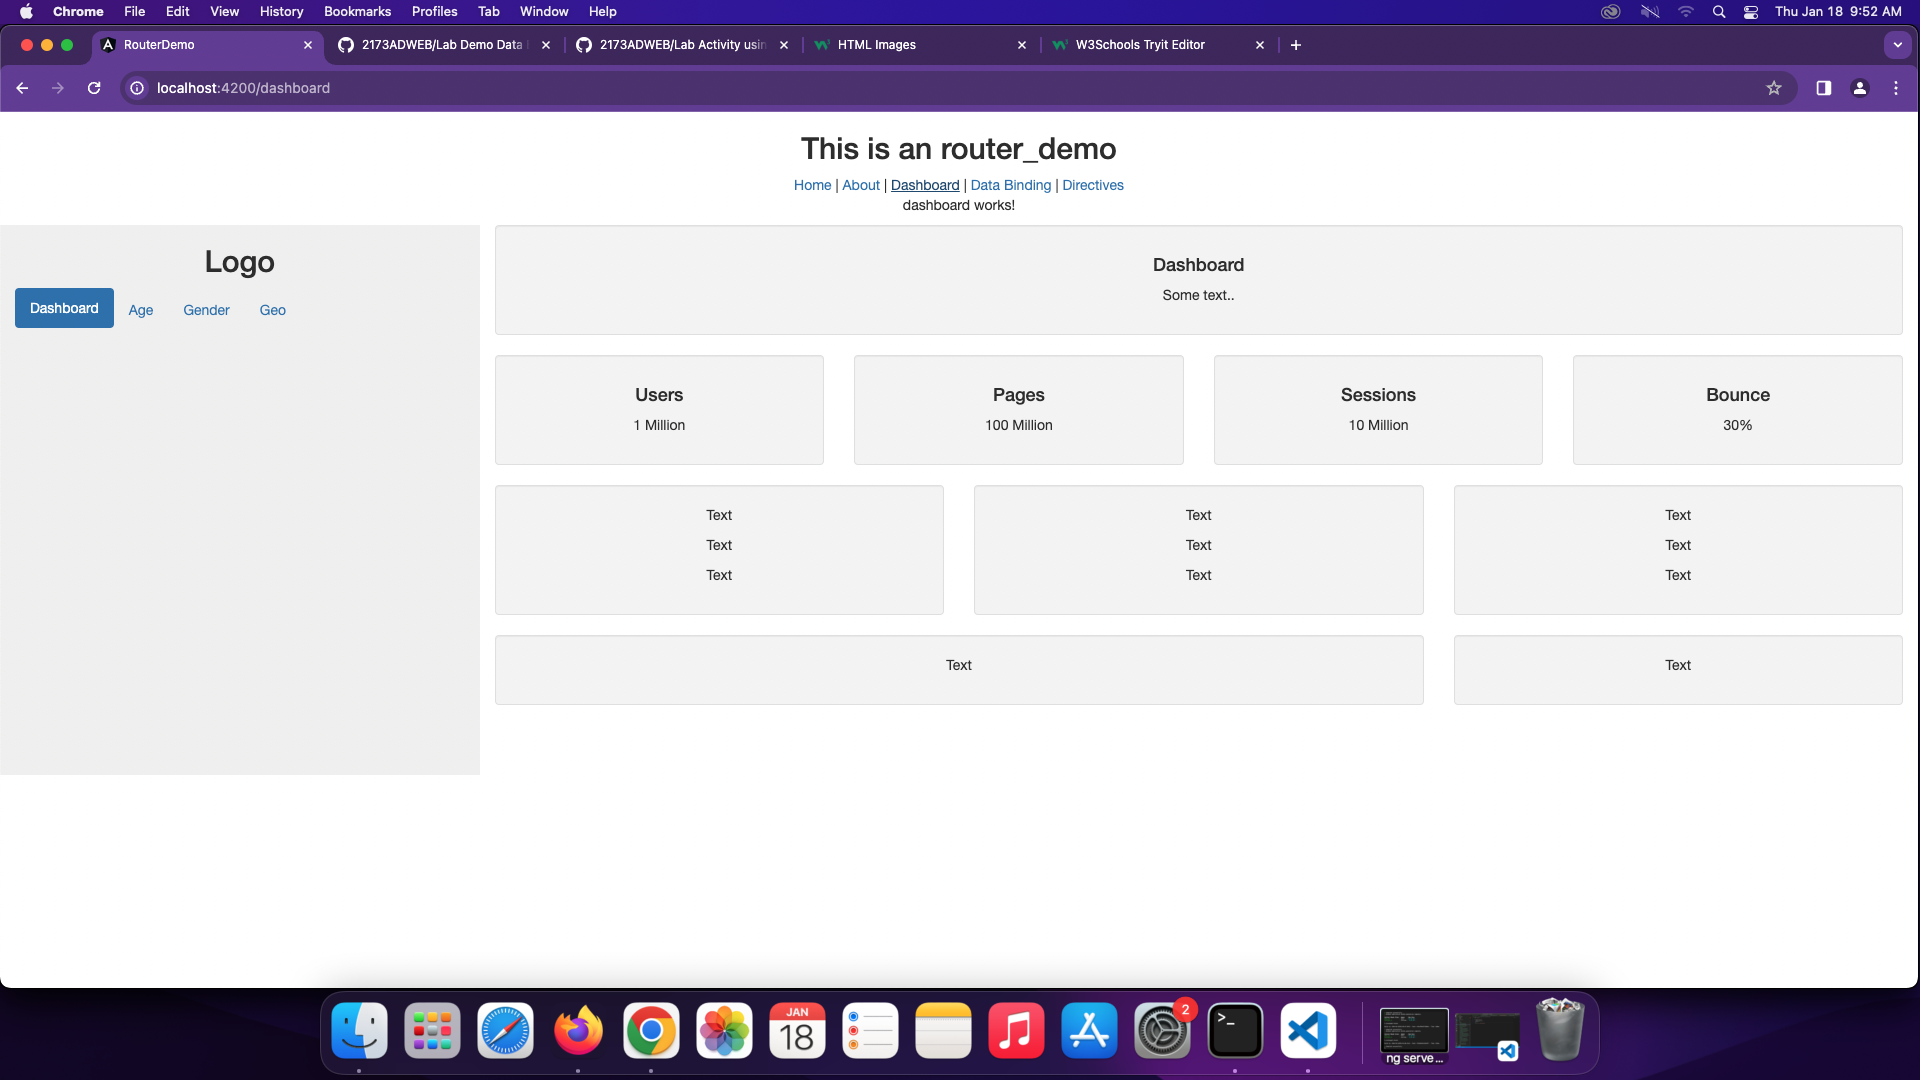 Chrome File Edit View History Bookmarks Profiles Tab Window Help Thu Jan 18 9:52 AM
RouterDemo 2173ADWEB/Lab Demo Data 2173ADWEB/Lab Activity usin HTML Images W3Schools Tryit Editor
localhost:4200/dashboard
This is an router_demo
Home | About | Dashboard | Data Binding | Directives
dashboard works!
Logo
Dashboard Age Gender Geo
Dashboard
Some text..
Users
1 Million
Pages
100 Million
Sessions
10 Million
Bounce
30%
Text
Text
Text
Text
Text
Text
Text
Text
Text
Text
Text
JAN
18
2
>_
ng serve...